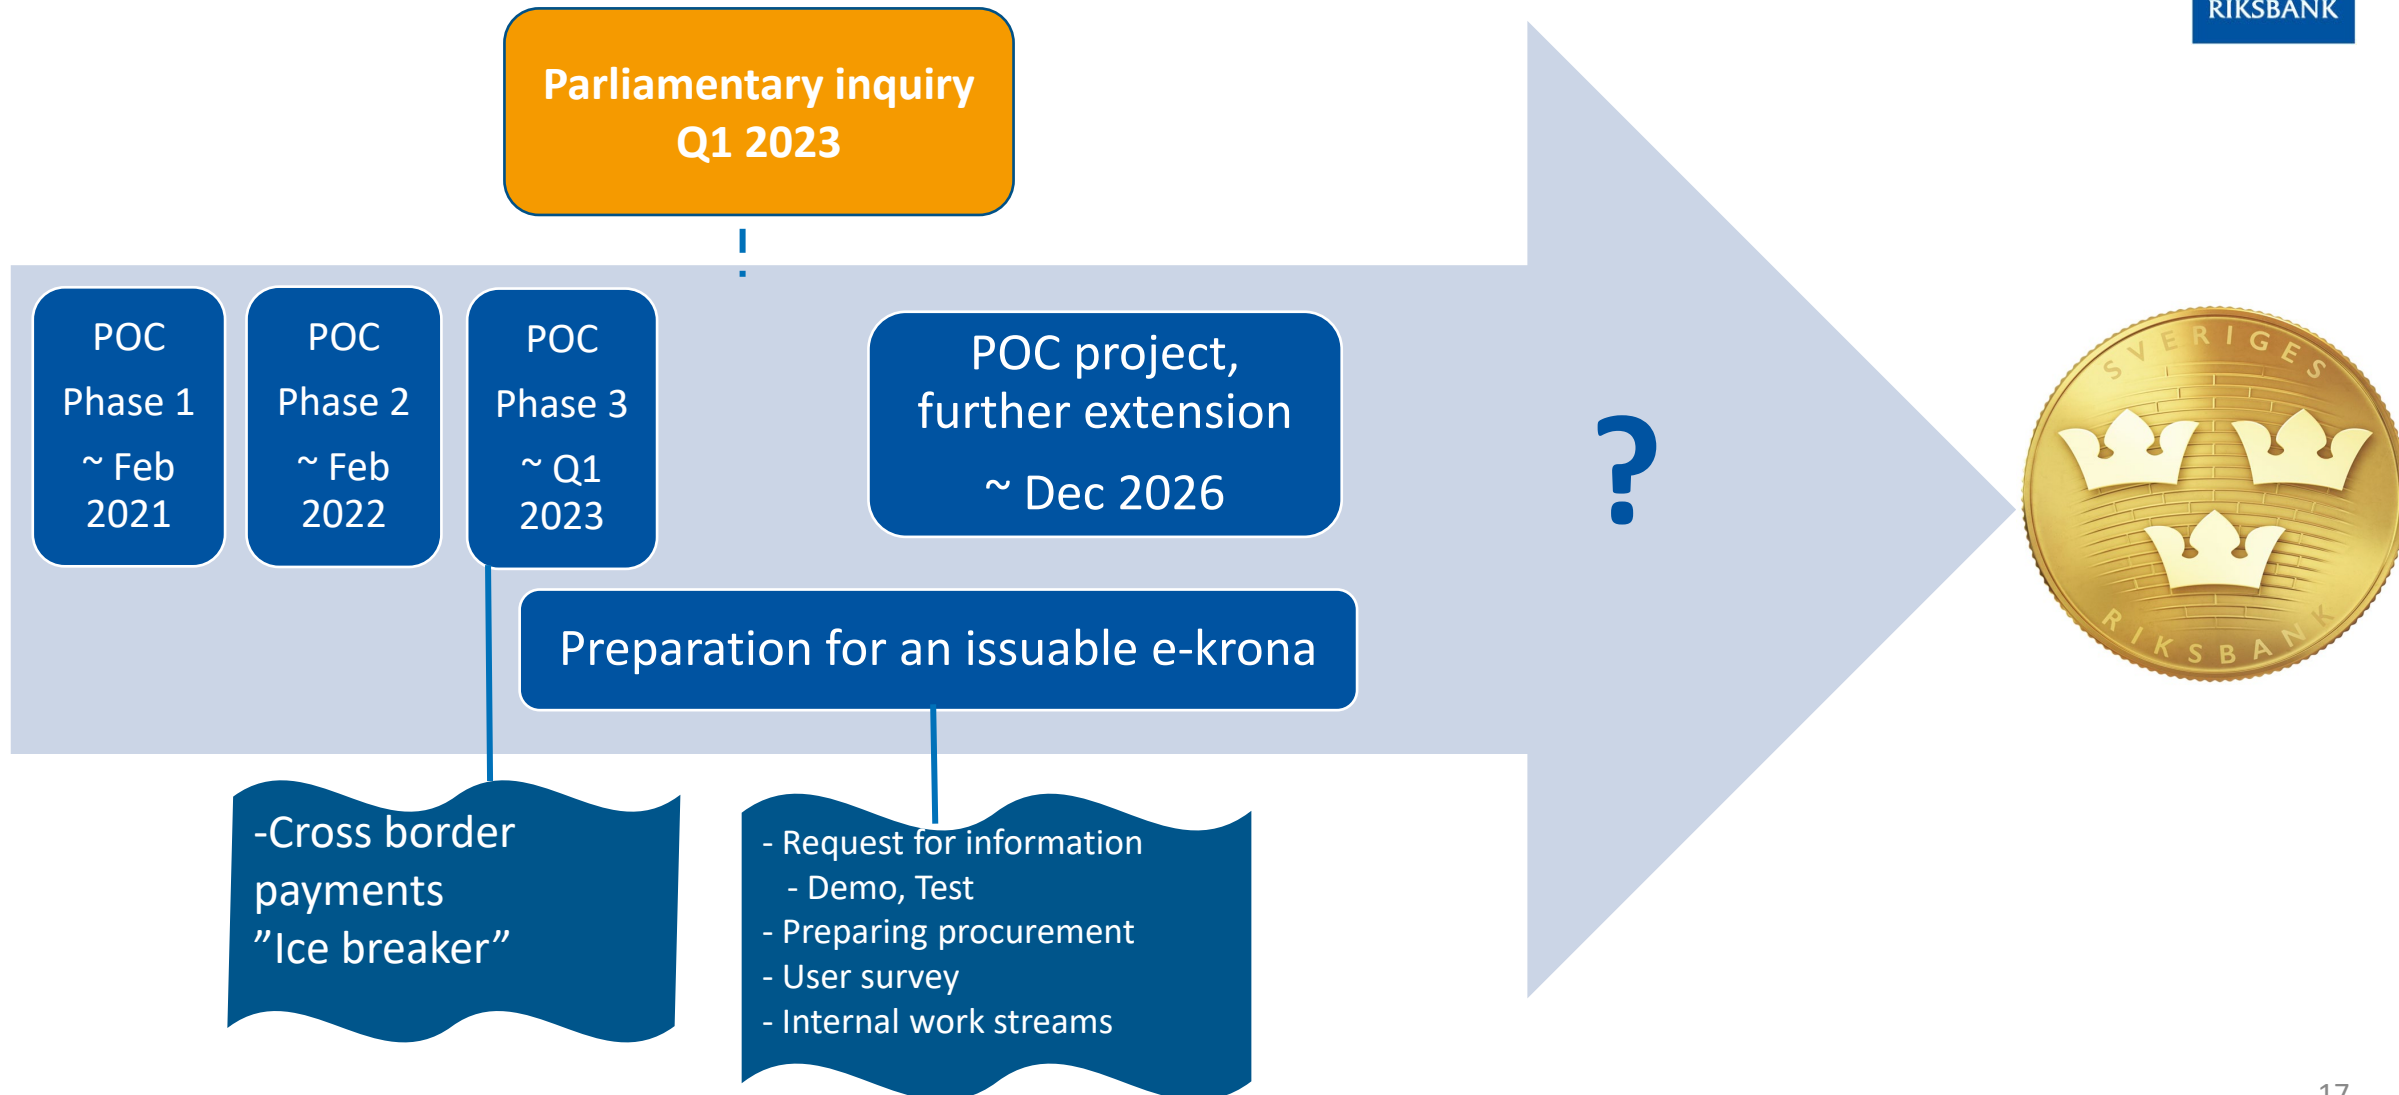 RIKSBANK
Parliamentary inquiry
Q1 2023
POC
Phase 1
~ Feb
2021
POC
Phase 2
~ Feb
2022
POC
Phase 3
~ Q1
2023
POC project,
further extension
~ Dec 2026
?
SVERIGES
RIKSBANK
Preparation for an issuable e-krona
-Cross border
payments
”Ice breaker”
- Request for information
- Demo, Test
- Preparing procurement
- User survey
- Internal work streams
17